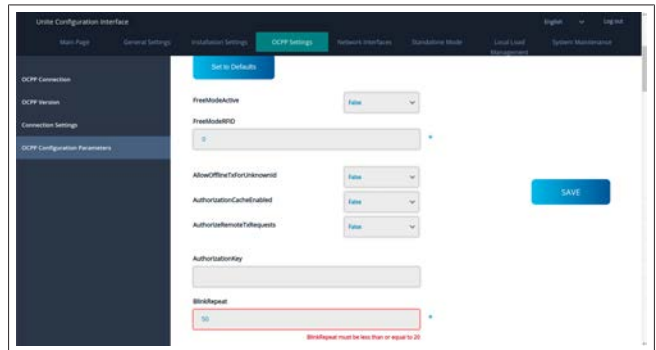 Unite Configuration Interface
English
Log out
Main Page
General Settings
Installation Settings
OCPP Settings
Network Interfaces
Standalone Mode
Local Load
Management
System Maintenance
OCPP Connection
OCPP Version
Connection Settings
OCPP Configuration Parameters
Set to Defaults
FreeModeActive
False
FreeModeRFID
0
*
AllowOfflineTxForUnknownId
False
AuthorizationCacheEnabled
False
AuthorizeRemoteTxRequests
False
SAVE
AuthorizationKey
BlinkRepeat
50
*
BlinkRepeat must be less than or equal to 20